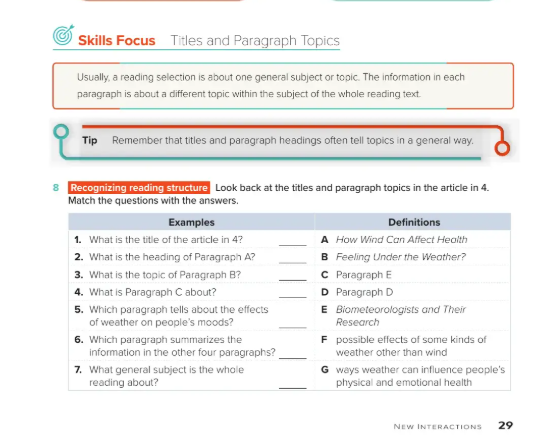 Skills Focus Titles and Paragraph Topics
Usually, a reading selection is about one general subject or topic. The information in each
paragraph is about a different topic within the subject of the whole reading text.
Tip Remember that titles and paragraph headings often tell topics in a general way.
8 Recognizing reading structure Look back at the titles and paragraph topics in the article in 4.
Match the questions with the answers.
Examples Definitions
1. What is the title of the article in 4? ______ A How Wind Can Affect Health
2. What is the heading of Paragraph A? ______ B Feeling Under the Weather?
3. What is the topic of Paragraph B? ______ C Paragraph E
4. What is Paragraph C about? ______ D Paragraph D
5. Which paragraph tells about the effects
of weather on people's moods? ______
E Biometeorologists and Their
Research
6. Which paragraph summarizes the
information in the other four paragraphs? ______
F possible effects of some kinds of
weather other than wind
7. What general subject is the whole
reading about? ______
G ways weather can influence people's
physical and emotional health
NEW INTERACTIONS 29